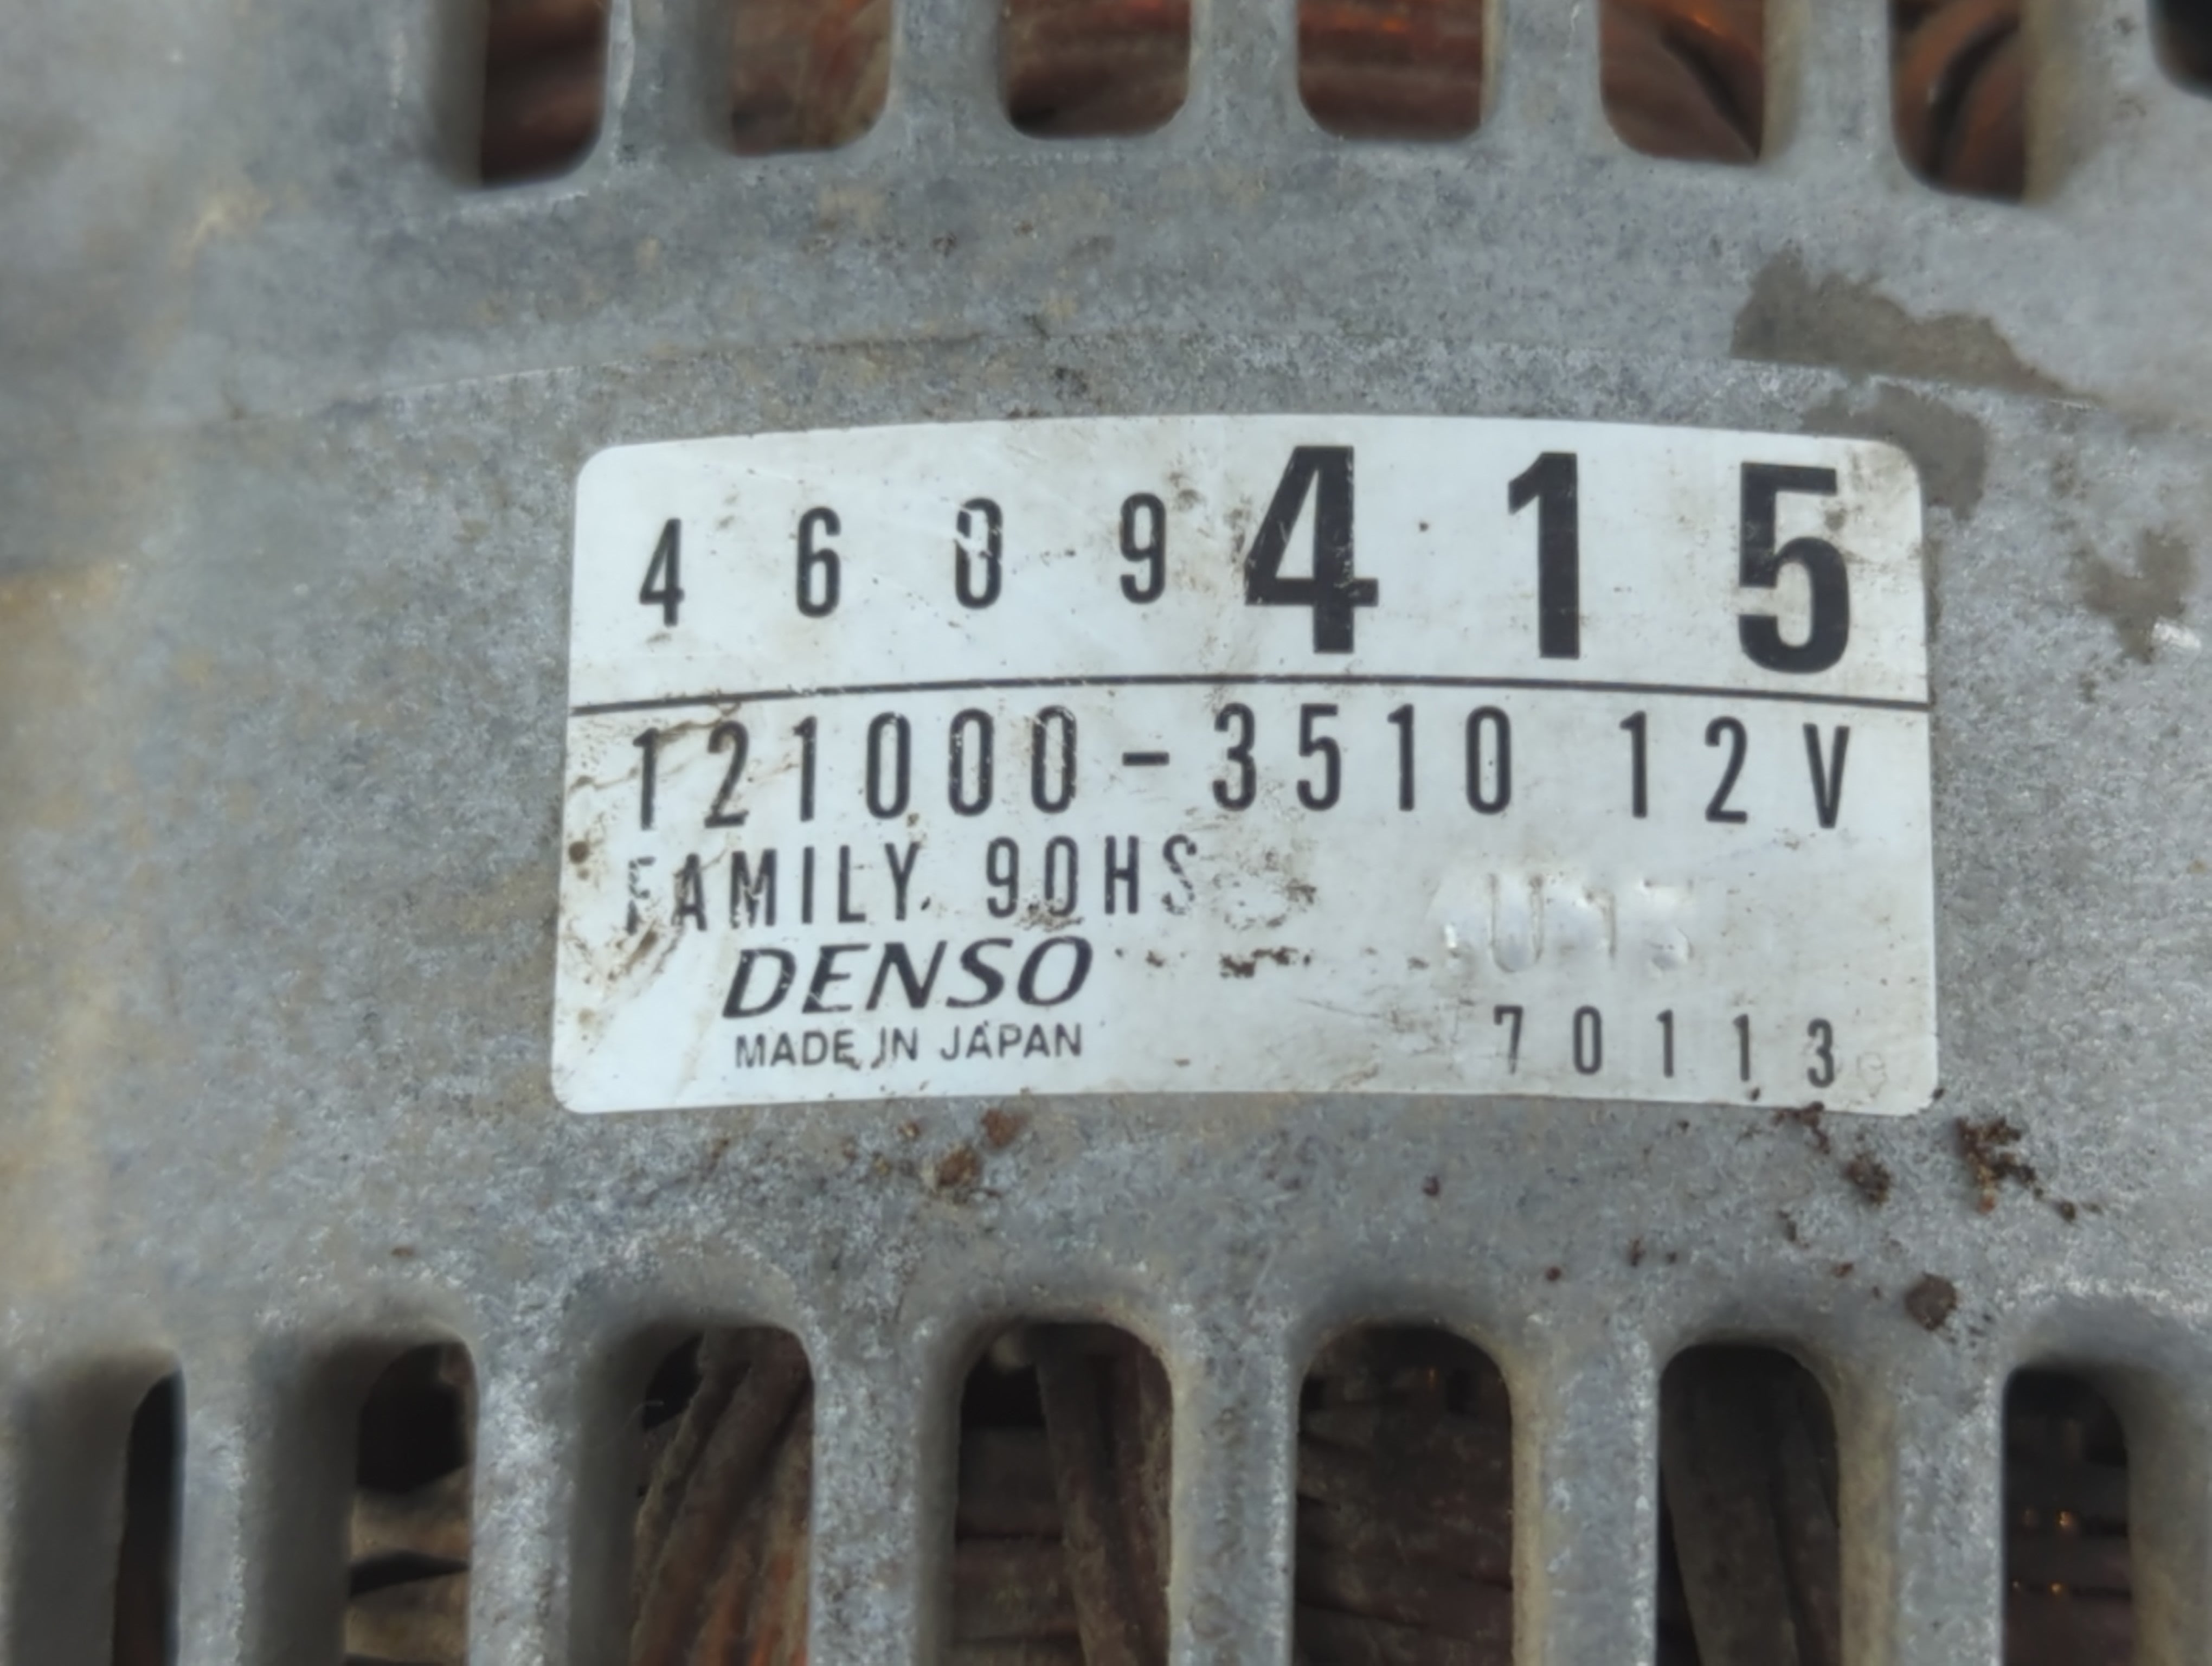 4609415
121000-3510 12V
FAMILY. 90HS
DENSO
MADE IN JAPAN
70113